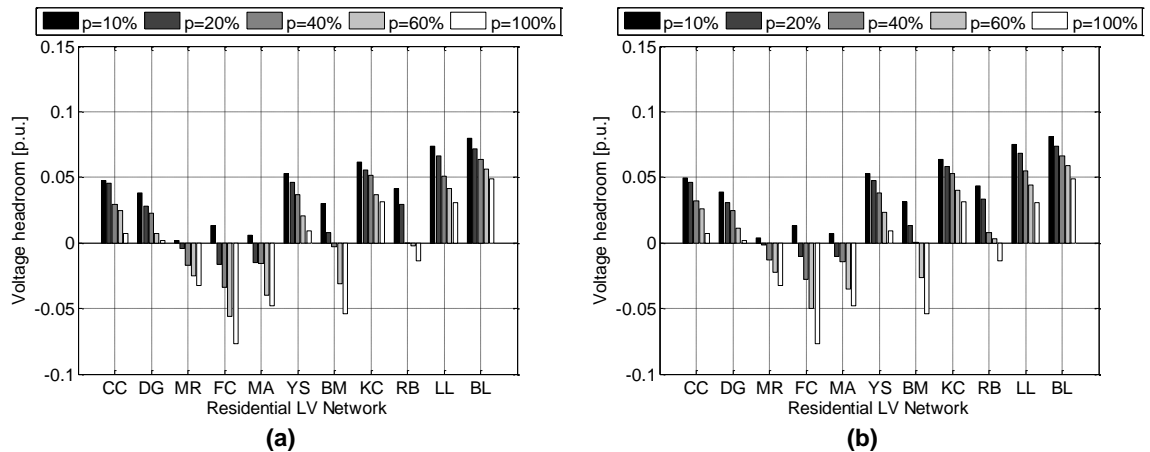 p=10% p=20% p=40% p=60% p=100%
0.15
0.1
0.05
0
-0.05
-0.1
Voltage headroom [p.u.]
CC DG MR FC MA YS BM KC RB LL BL
Residential LV Network
(a)
p=10% p=20% p=40% p=60% p=100%
0.15
0.1
0.05
0
-0.05
-0.1
Voltage headroom [p.u.]
CC DG MR FC MA YS BM KC RB LL BL
Residential LV Network
(b)